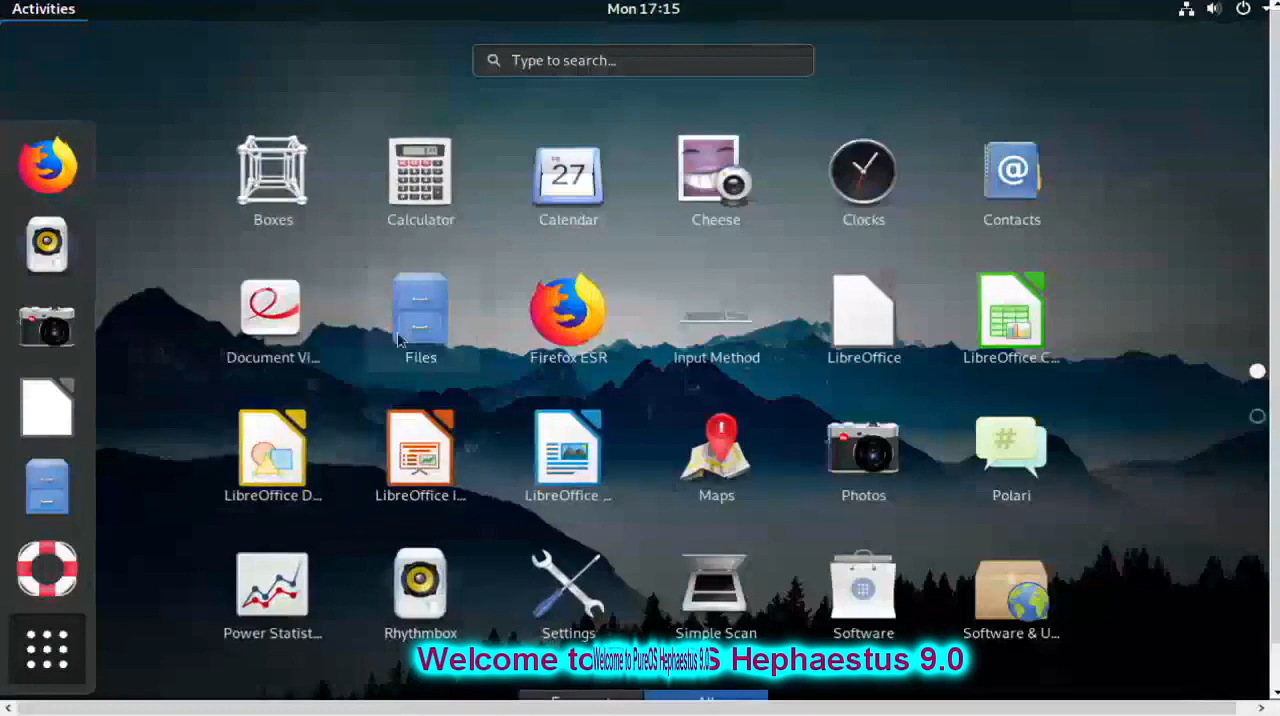 Activities
Mon 17:15
Type to search...
27
Boxes
Calculator
Calendar
Cheese
Clocks
Contacts
Document Vi...
Files
Firefox ESR
Input Method
LibreOffice
LibreOffice C...
LibreOffice D...
LibreOffice I...
LibreOffice ...
Maps
Photos
Polari
Power Statist...
Rhythmbox
Settings
Simple Scan
Software
Software & U...
Welcome to S Hephaestus 9.0
Welcome to PureOS Hephaestus 9.0